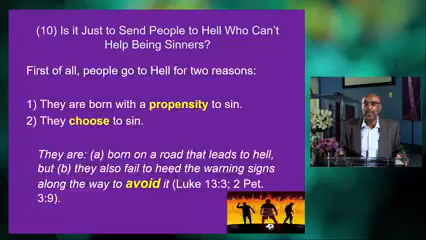 (10) Is it Just to Send People to Hell Who Can't
Help Being Sinners?
First of all, people go to Hell for two reasons:
1) They are born with a propensity to sin.
2) They choose to sin.
They are: (a) born on a road that leads to hell,
but (b) they also fail to heed the warning signs
along the way to avoid it (Luke 13:3; 2 Pet.
3:9).